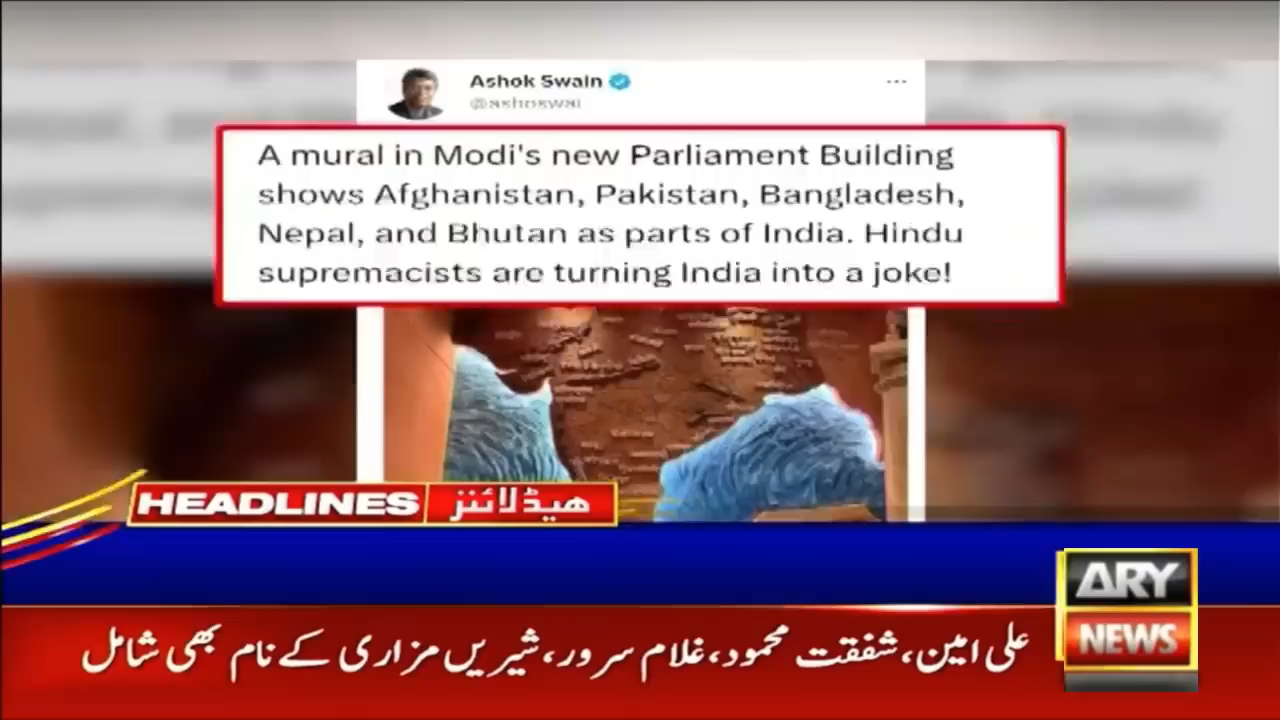 Ashok Swain
@ashoswai
A mural in Modi's new Parliament Building
shows Afghanistan, Pakistan, Bangladesh,
Nepal, and Bhutan as parts of India. Hindu
supremacists are turning India into a joke!
HEADLINES هیڈلائنز
ARY
NEWS
علی امین، شفقت محمود، غلام سرور، شیریں مزاری کے نام بھی شامل